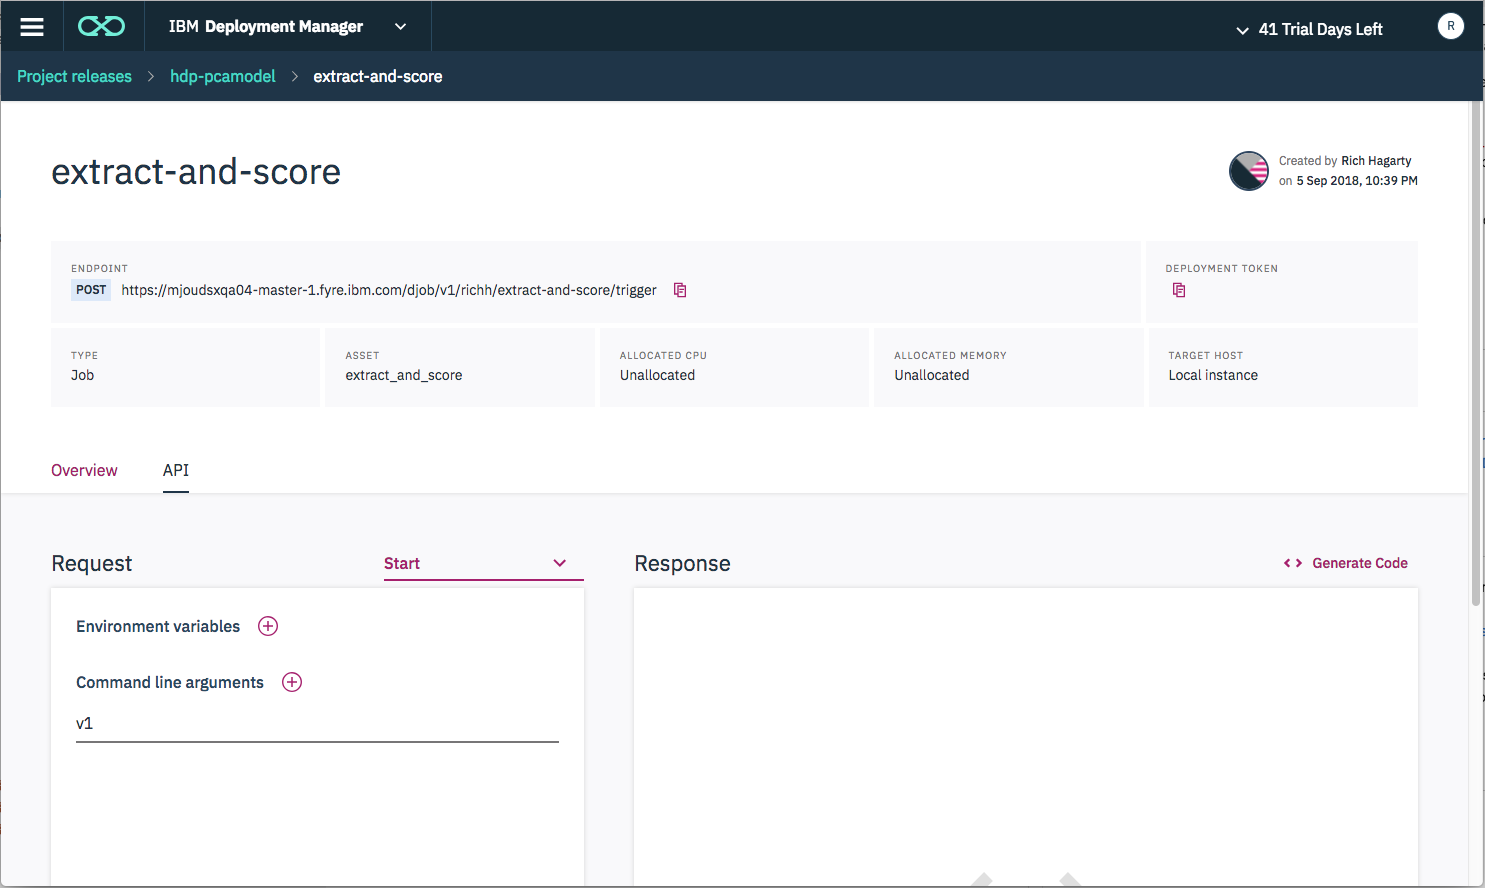 IBM Deployment Manager
41 Trial Days Left
R
Project releases > hdp-pcamodel > extract-and-score
extract-and-score
Created by Rich Hagarty
on 5 Sep 2018, 10:39 PM
ENDPOINT
POST https://mjoudsxqa04-master-1.fyre.ibm.com/djob/v1/richh/extract-and-score/trigger
DEPLOYMENT TOKEN
TYPE
Job
ASSET
extract_and_score
ALLOCATED CPU
Unallocated
ALLOCATED MEMORY
Unallocated
TARGET HOST
Local instance
Overview
API
Request
Start
Environment variables
Command line arguments
v1
Response
Generate Code